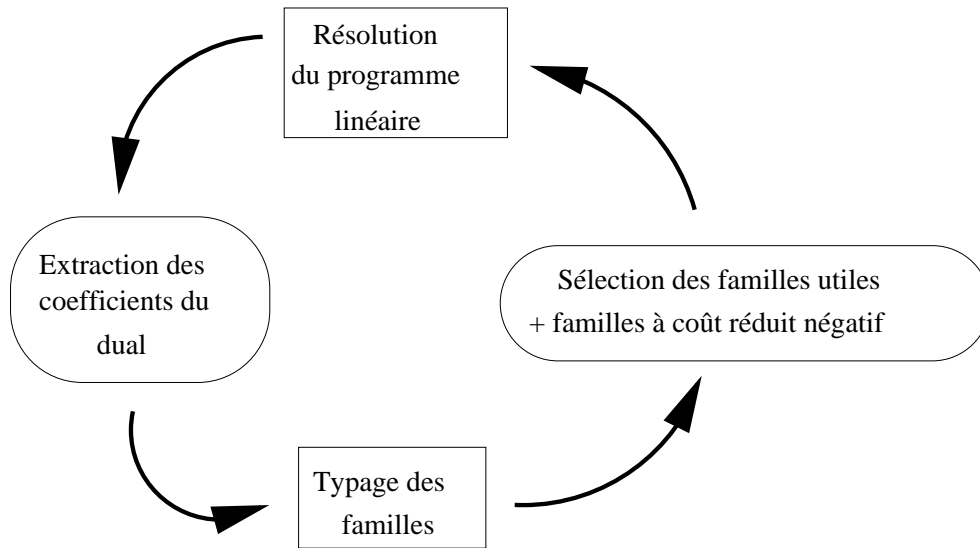 Résolution
du programme
linéaire
Extraction des
coefficients du
dual
Sélection des familles utiles
+ familles à coût réduit négatif
Typage des
familles